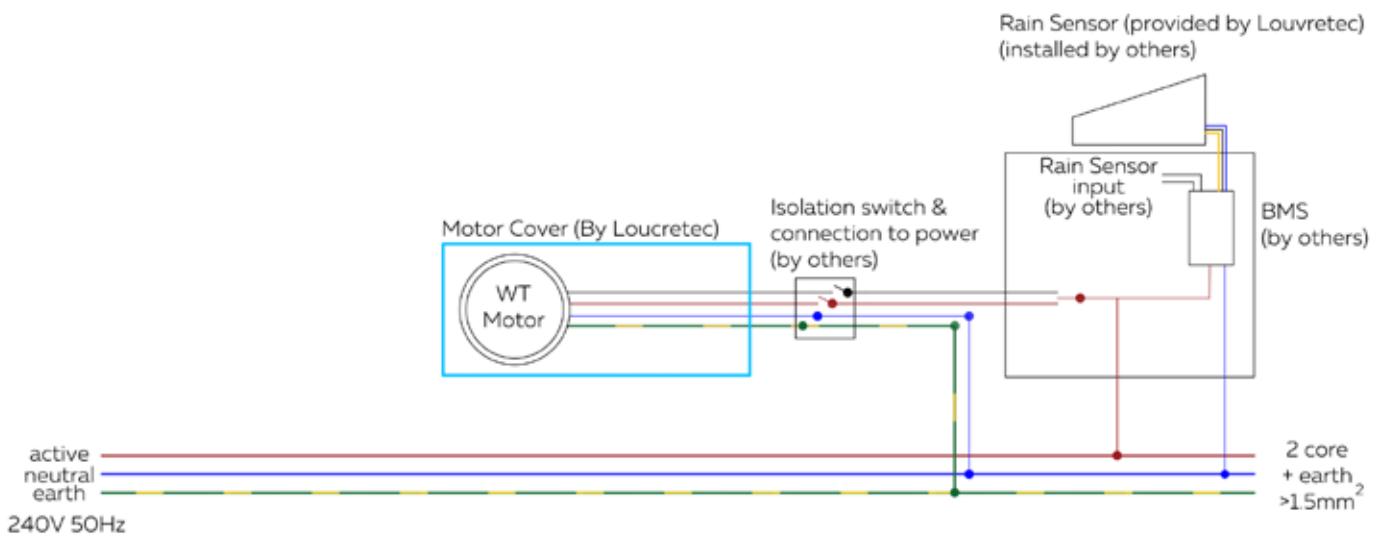 Rain Sensor (provided by Louvretec)
(installed by others)
Rain Sensor
input
(by others)
BMS
(by others)
Isolation switch &
connection to power
(by others)
Motor Cover (By Loucretec)
WT
Motor
active
neutral
earth
240V 50Hz
2 core
+ earth
>1.5mm²